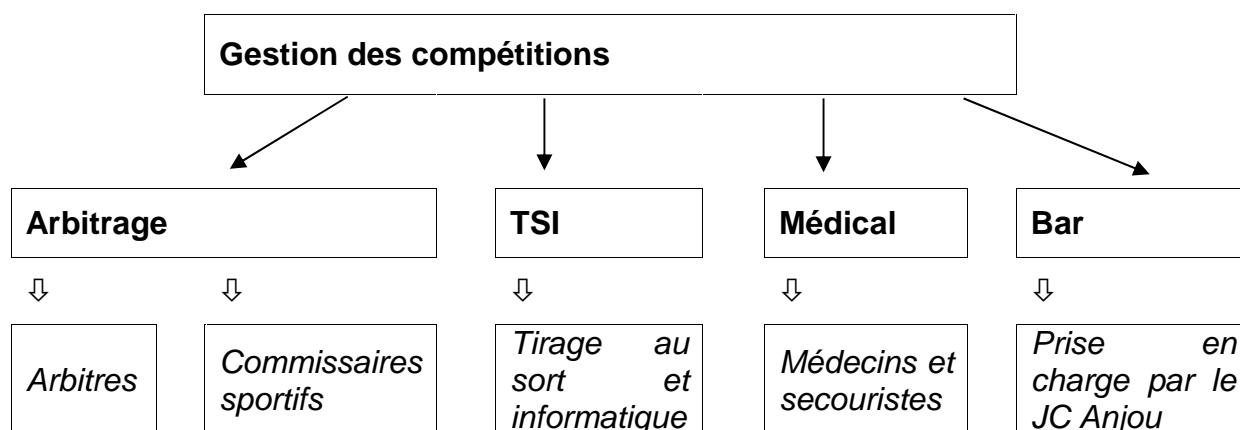 Gestion des compétitions
Arbitrage
TSI
Médical
Bar
Arbitres
Commissaires
sportifs
Tirage au
sort et
informatique
Médecins et
secouristes
Prise en
charge par le
JC Anjou